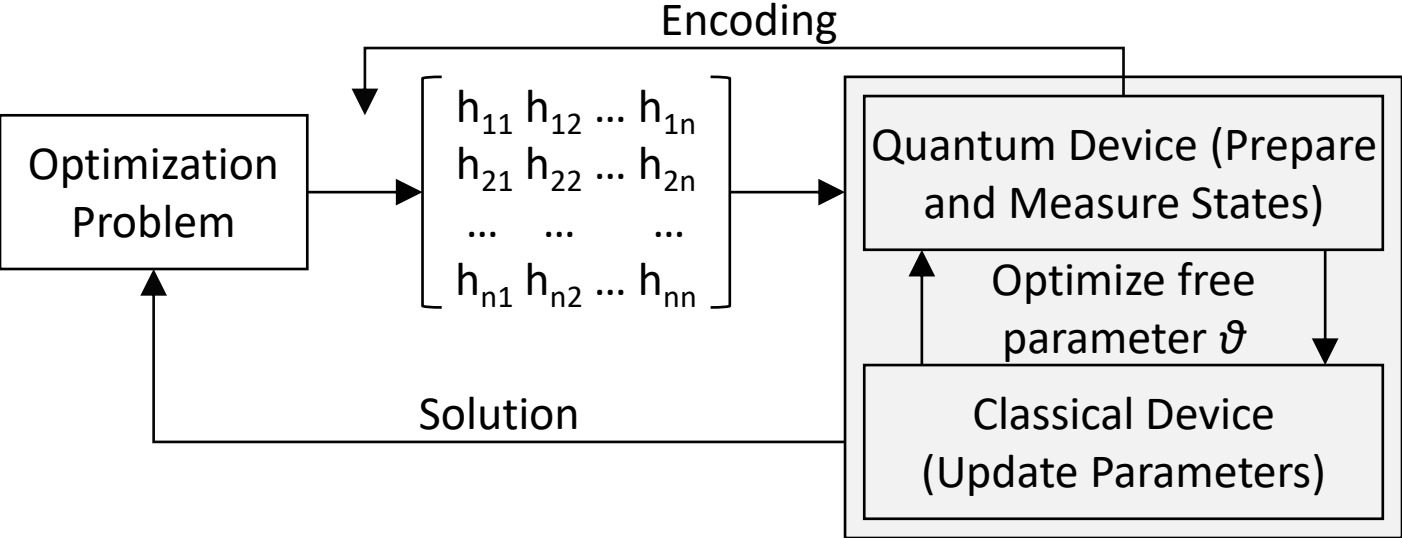 Encoding
Optimization
Problem
h11 h12 ... h1n
h21 h22 ... h2n
... ... ...
hn1 hn2 ... hnn
Quantum Device (Prepare
and Measure States)
Optimize free
parameter ϑ
Classical Device
(Update Parameters)
Solution